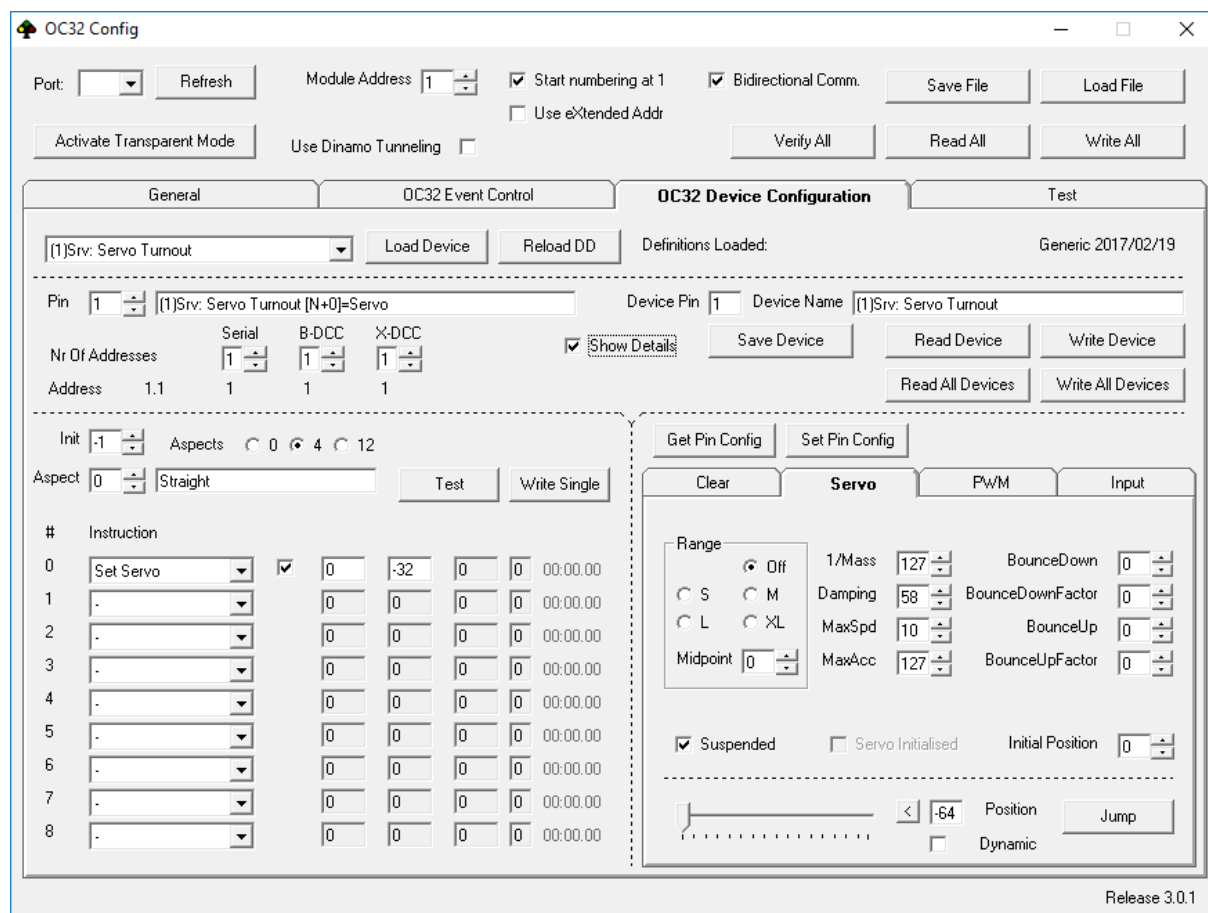 OC32 Config
Port: Refresh Module Address 1 Start numbering at 1 Bidirectional Comm. Save File Load File
Use eXtended Addr
Activate Transparent Mode Use Dinamo Tunneling Verify All Read All Write All
General OC32 Event Control OC32 Device Configuration Test
(1)Srv: Servo Turnout Load Device Reload DD Definitions Loaded: Generic 2017/02/19
Pin 1 (1)Srv: Servo Turnout [N+0]=Servo Device Pin 1 Device Name (1)Srv: Servo Turnout
Serial B-DCC X-DCC
Nr Of Addresses 1 1 1 Show Details Save Device Read Device Write Device
Address 1.1 1 1 1 Read All Devices Write All Devices
Init -1 Aspects 0 4 12 Get Pin Config Set Pin Config
Aspect 0 Straight Test Write Single
Clear Servo PWM Input
# Instruction
0 Set Servo 0 -32 0 0 00:00.00
1 - 0 0 0 0 00:00.00
2 - 0 0 0 0 00:00.00
3 - 0 0 0 0 00:00.00
4 - 0 0 0 0 00:00.00
5 - 0 0 0 0 00:00.00
6 - 0 0 0 0 00:00.00
7 - 0 0 0 0 00:00.00
8 - 0 0 0 0 00:00.00
Range
Off
S M
L XL
Midpoint 0
1/Mass 127 BounceDown 0
Damping 58 BounceDownFactor 0
MaxSpd 10 BounceUp 0
MaxAcc 127 BounceUpFactor 0
Suspended Servo Initialised Initial Position 0
< -64 Position Jump
Dynamic
Release 3.0.1